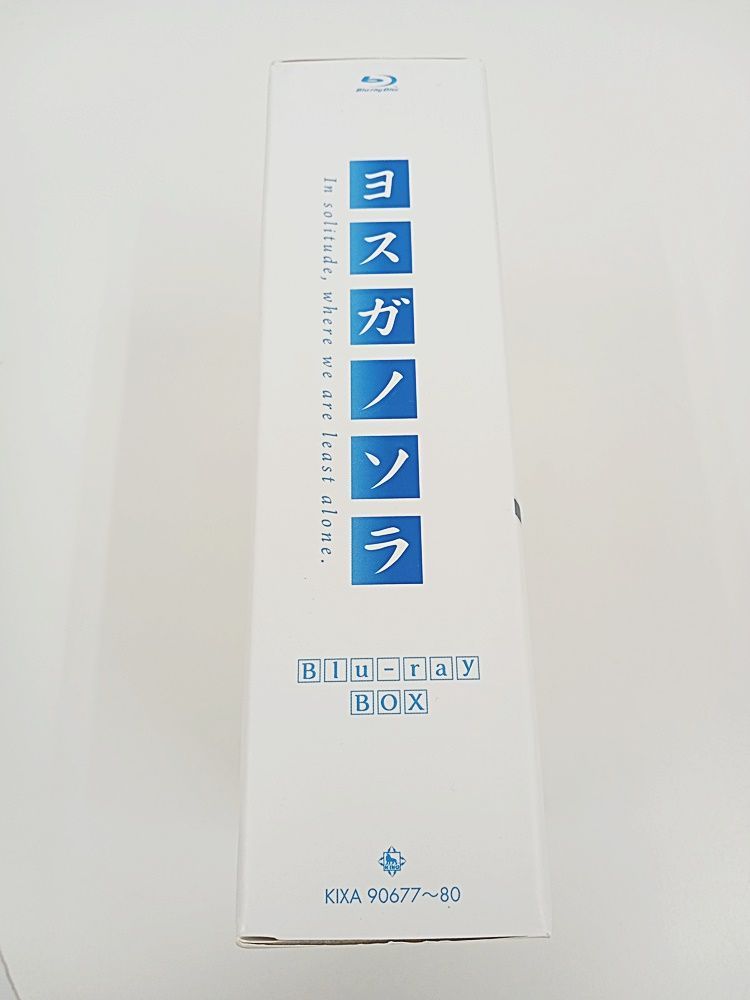 Blu-ray Disc
ヨスガノソラ
In solitude, where we are least alone.
Blu-ray
BOX
KING
KIXA 90677～80